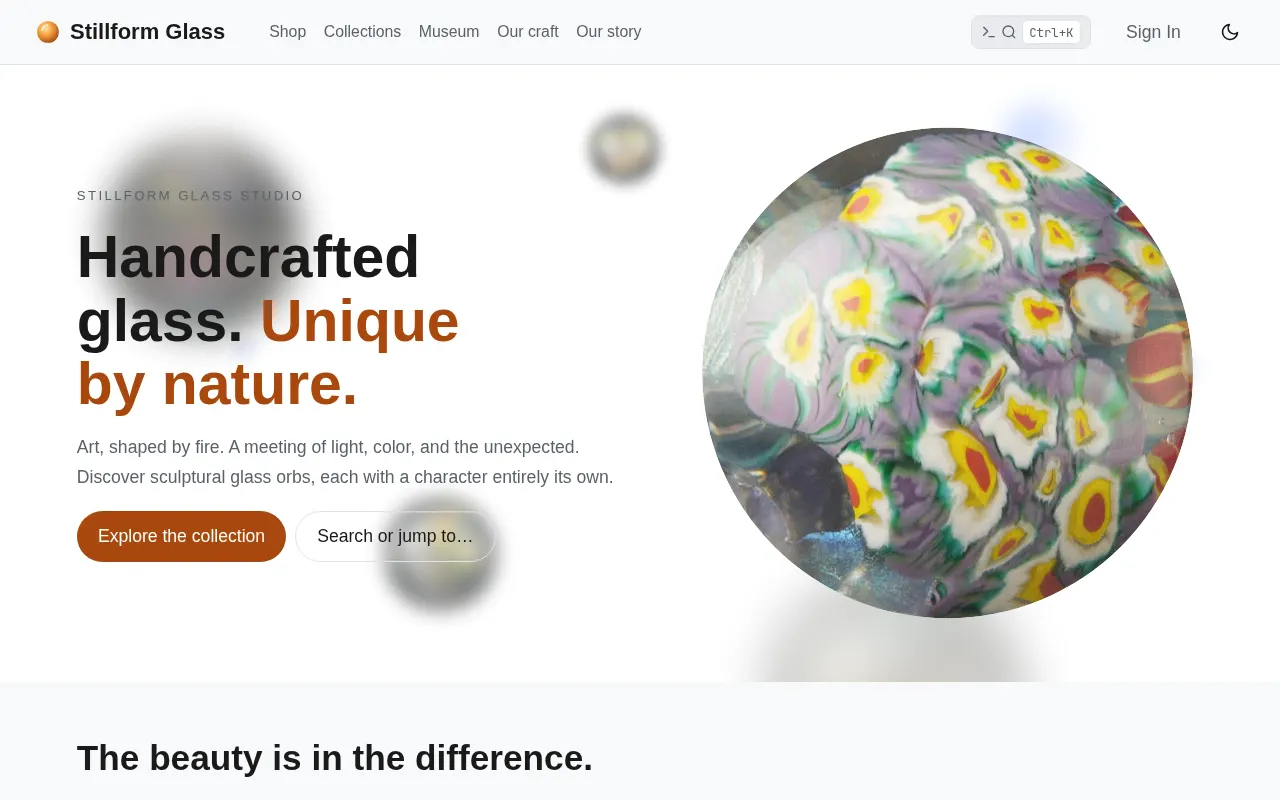 Stillform Glass
Shop
Collections
Museum
Our craft
Our story
Ctrl+K
Sign In
STILLFORM GLASS STUDIO
Handcrafted
glass. Unique
by nature.
Art, shaped by fire. A meeting of light, color, and the unexpected.
Discover sculptural glass orbs, each with a character entirely its own.
Explore the collection
Search or jump to…
The beauty is in the difference.